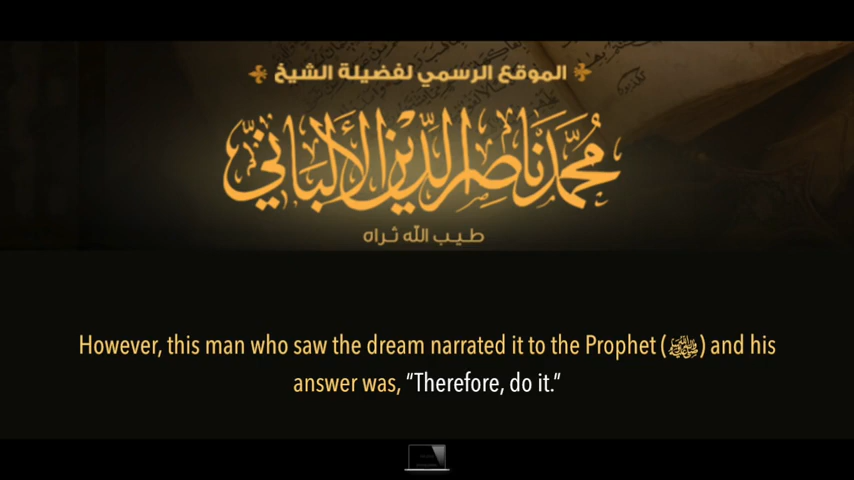 الموقع الرسمي لفضيلة الشيخ
محمد ناصر الدين الألباني
طيب الله ثراه
However, this man who saw the dream narrated it to the Prophet (ﷺ) and his
answer was, “Therefore, do it.”